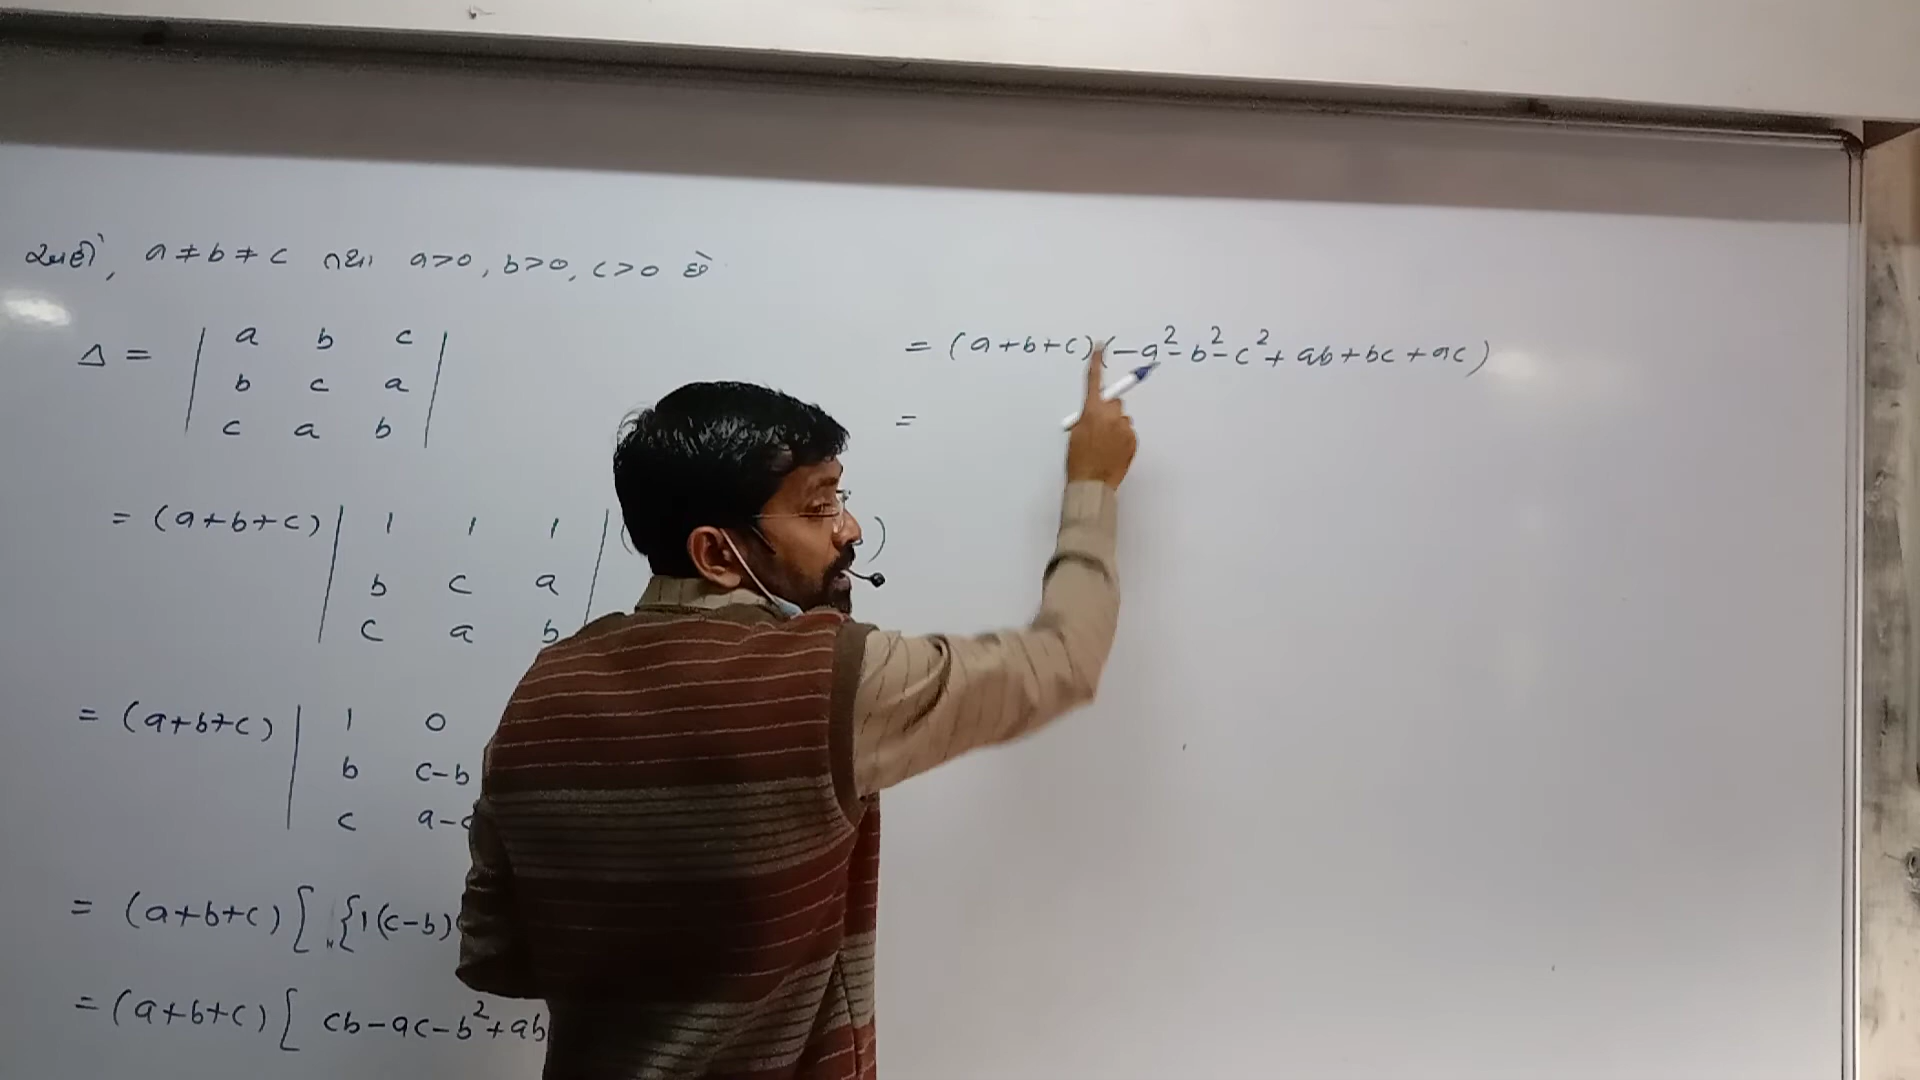 અહીં, a ≠ b ≠ c તથા a>0, b>0, c>0 છે
Δ = | a b c |
| b c a |
| c a b |
= (a+b+c) | 1 1 1 | ( )
| b c a |
| c a b
= (a+b+c) | 1 0
| b c-b
| c a-c
= (a+b+c) [ {1(c-b)
= (a+b+c) [ cb-ac-b²+ab
= (a+b+c)(-a²-b²-c²+ab+bc+ac)
=